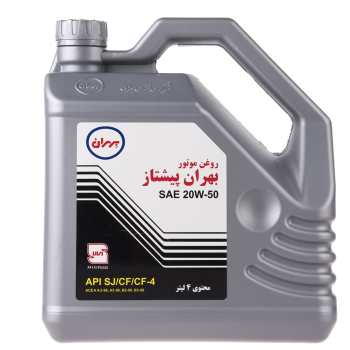 بهران
روغن موتور
بهران پیشتاز
SAE 20W-50
API SJ/CF/CF-4
محتوی ۴ لیتر